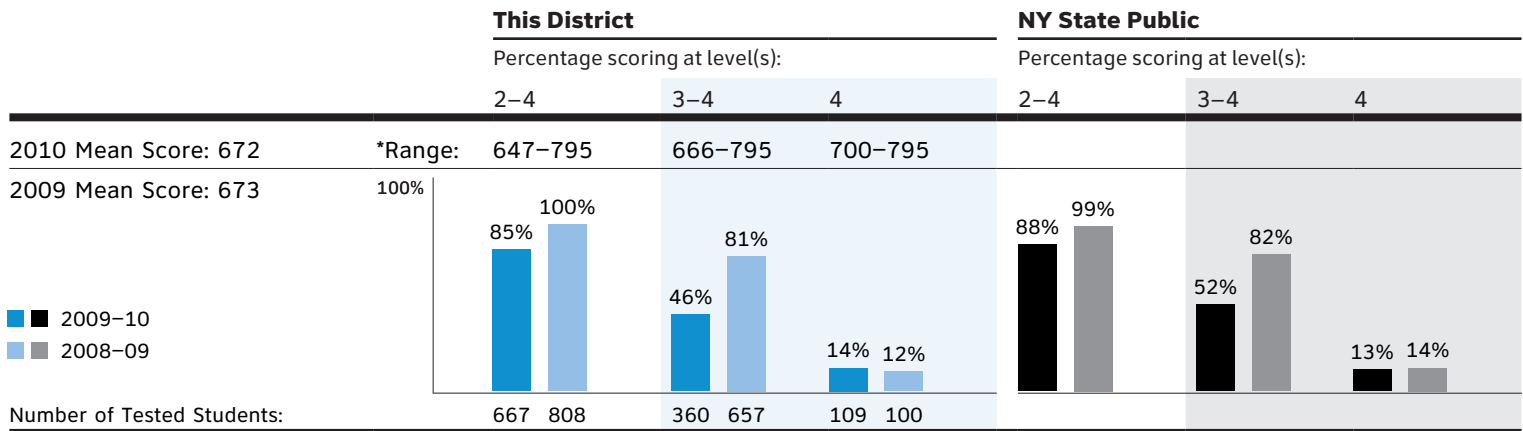 This District NY State Public
Percentage scoring at level(s): Percentage scoring at level(s):
2–4 3–4 4 2–4 3–4 4
2010 Mean Score: 672 *Range: 647–795 666–795 700–795
2009 Mean Score: 673 100%
85% 100% 46% 81% 14% 12% 88% 99% 52% 82% 13% 14%
2009–10
2008–09
Number of Tested Students: 667 808 360 657 109 100